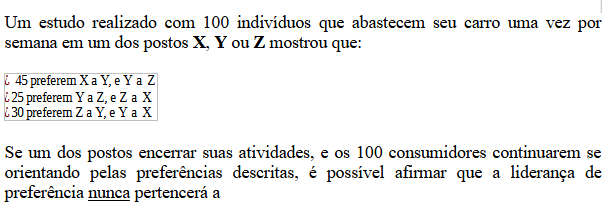 Um estudo realizado com 100 indivíduos que abastecem seu carro uma vez por
semana em um dos postos X, Y ou Z mostrou que:
¿ 45 preferem X a Y, e Y a Z
¿ 25 preferem Y a Z, e Z a X
¿ 30 preferem Z a Y, e Y a X
Se um dos postos encerrar suas atividades, e os 100 consumidores continuarem se
orientando pelas preferências descritas, é possível afirmar que a liderança de
preferência nunca pertencerá a